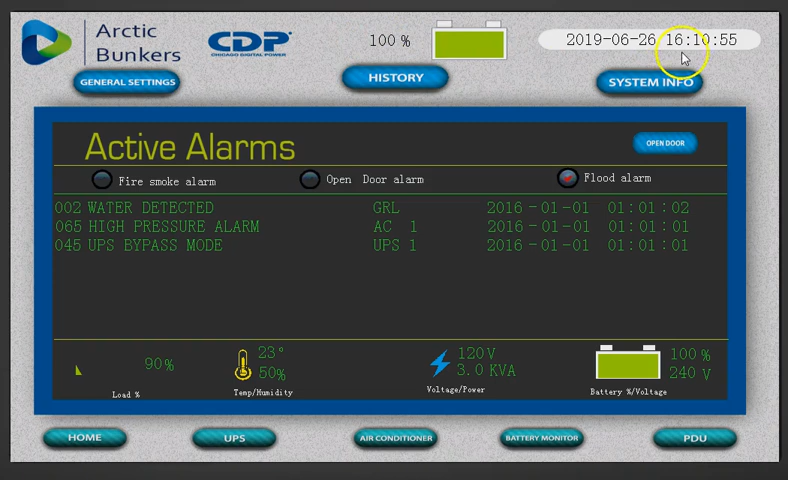 Arctic
Bunkers
CDP
CHICAGO DIGITAL POWER
100 %
2019-06-26 16:10:55
GENERAL SETTINGS
HISTORY
SYSTEM INFO
Active Alarms
OPEN DOOR
Fire smoke alarm
Open Door alarm
Flood alarm
002 WATER DETECTED GRL 2016-01-01 01:01:02
065 HIGH PRESSURE ALARM AC 1 2016-01-01 01:01:01
045 UPS BYPASS MODE UPS 1 2016-01-01 01:01:01
90%
Load %
23°
50%
Temp/Humidity
120V
3.0 KVA
Voltage/Power
100 %
240 V
Battery %/Voltage
HOME
UPS
AIR CONDITIONER
BATTERY MONITOR
PDU